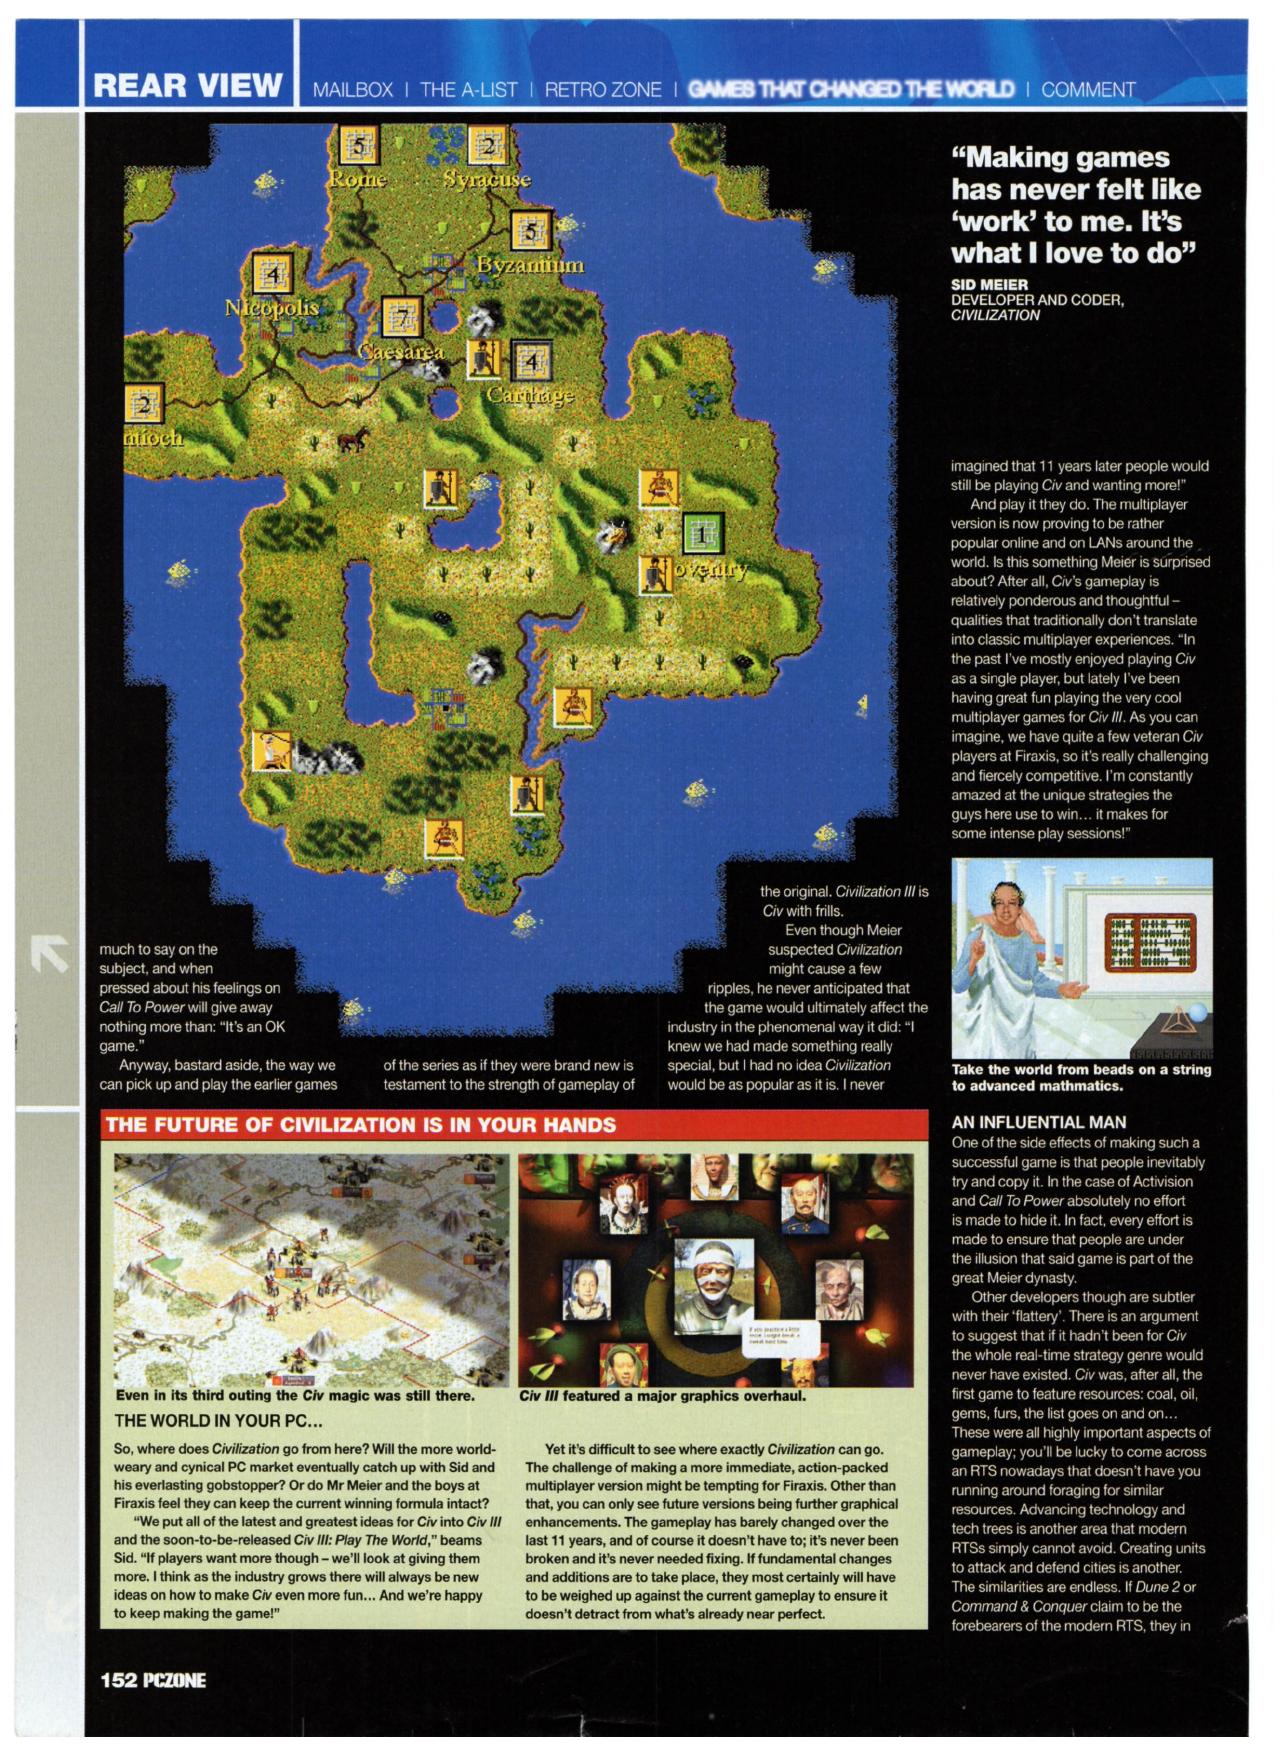 REAR VIEW
MAILBOX | THE A-LIST | RETRO ZONE | GAMES THAT CHANGED THE WORLD | COMMENT
5
Rome
2
Syracuse
5
Byzantium
4
Nicopolis
7
Caesarea
4
Carthage
2
ntioch
1
oventry
"Making games
has never felt like
'work' to me. It's
what I love to do"
SID MEIER
DEVELOPER AND CODER,
CIVILIZATION
much to say on the
subject, and when
pressed about his feelings on
Call To Power will give away
nothing more than: "It's an OK
game."
Anyway, bastard aside, the way we
can pick up and play the earlier games
of the series as if they were brand new is
testament to the strength of gameplay of
the original. Civilization III is
Civ with frills.
Even though Meier
suspected Civilization
might cause a few
ripples, he never anticipated that
the game would ultimately affect the
industry in the phenomenal way it did: "I
knew we had made something really
special, but I had no idea Civilization
would be as popular as it is. I never
imagined that 11 years later people would
still be playing Civ and wanting more!"
And play it they do. The multiplayer
version is now proving to be rather
popular online and on LANs around the
world. Is this something Meier is surprised
about? After all, Civ's gameplay is
relatively ponderous and thoughtful –
qualities that traditionally don't translate
into classic multiplayer experiences. "In
the past I've mostly enjoyed playing Civ
as a single player, but lately I've been
having great fun playing the very cool
multiplayer games for Civ III. As you can
imagine, we have quite a few veteran Civ
players at Firaxis, so it's really challenging
and fiercely competitive. I'm constantly
amazed at the unique strategies the
guys here use to win... it makes for
some intense play sessions!"
Take the world from beads on a string
to advanced mathmatics.
AN INFLUENTIAL MAN
One of the side effects of making such a
successful game is that people inevitably
try and copy it. In the case of Activision
and Call To Power absolutely no effort
is made to hide it. In fact, every effort is
made to ensure that people are under
the illusion that said game is part of the
great Meier dynasty.
Other developers though are subtler
with their 'flattery'. There is an argument
to suggest that if it hadn't been for Civ
the whole real-time strategy genre would
never have existed. Civ was, after all, the
first game to feature resources: coal, oil,
gems, furs, the list goes on and on...
These were all highly important aspects of
gameplay; you'll be lucky to come across
an RTS nowadays that doesn't have you
running around foraging for similar
resources. Advancing technology and
tech trees is another area that modern
RTSs simply cannot avoid. Creating units
to attack and defend cities is another.
The similarities are endless. If Dune 2 or
Command & Conquer claim to be the
forebearers of the modern RTS, they in
THE FUTURE OF CIVILIZATION IS IN YOUR HANDS
Even in its third outing the Civ magic was still there.
Civ III featured a major graphics overhaul.
THE WORLD IN YOUR PC...
So, where does Civilization go from here? Will the more world-
weary and cynical PC market eventually catch up with Sid and
his everlasting gobstopper? Or do Mr Meier and the boys at
Firaxis feel they can keep the current winning formula intact?
"We put all of the latest and greatest ideas for Civ into Civ III
and the soon-to-be-released Civ III: Play The World," beams
Sid. "If players want more though – we'll look at giving them
more. I think as the industry grows there will always be new
ideas on how to make Civ even more fun... And we're happy
to keep making the game!"
Yet it's difficult to see where exactly Civilization can go.
The challenge of making a more immediate, action-packed
multiplayer version might be tempting for Firaxis. Other than
that, you can only see future versions being further graphical
enhancements. The gameplay has barely changed over the
last 11 years, and of course it doesn't have to; it's never been
broken and it's never needed fixing. If fundamental changes
and additions are to take place, they most certainly will have
to be weighed up against the current gameplay to ensure it
doesn't detract from what's already near perfect.
152 PCZONE